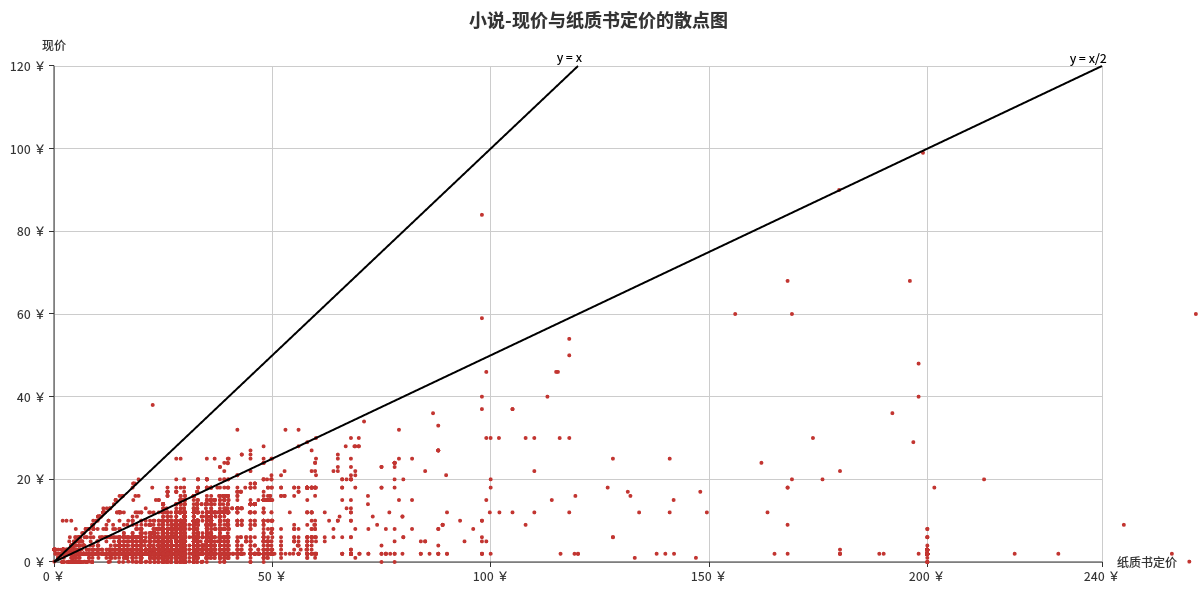 小说-现价与纸质书定价的散点图
现价
y = x
y = x/2
120 ¥
100 ¥
80 ¥
60 ¥
40 ¥
20 ¥
0 ¥
0 ¥ 50 ¥ 100 ¥ 150 ¥ 200 ¥ 240 ¥
纸质书定价